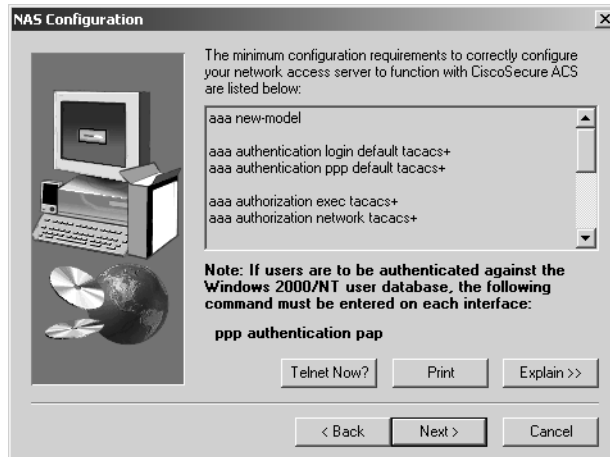 NAS Configuration
The minimum configuration requirements to correctly configure
your network access server to function with CiscoSecure ACS
are listed below:
aaa new-model
aaa authentication login default tacacs+
aaa authentication ppp default tacacs+
aaa authorization exec tacacs+
aaa authorization network tacacs+
Note: If users are to be authenticated against the
Windows 2000/NT user database, the following
command must be entered on each interface:
ppp authentication pap
Telnet Now?
Print
Explain >>
< Back
Next >
Cancel